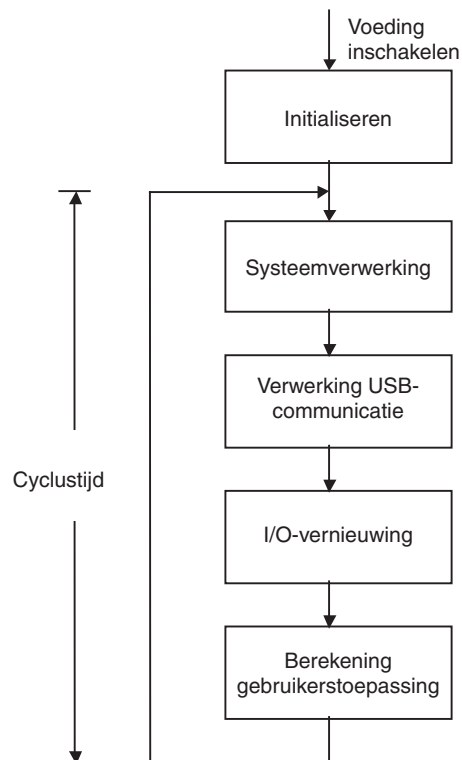 Voeding
inschakelen
Initialiseren
Systeemverwerking
Verwerking USB-
communicatie
Cyclustijd
I/O-vernieuwing
Berekening
gebruikerstoepassing